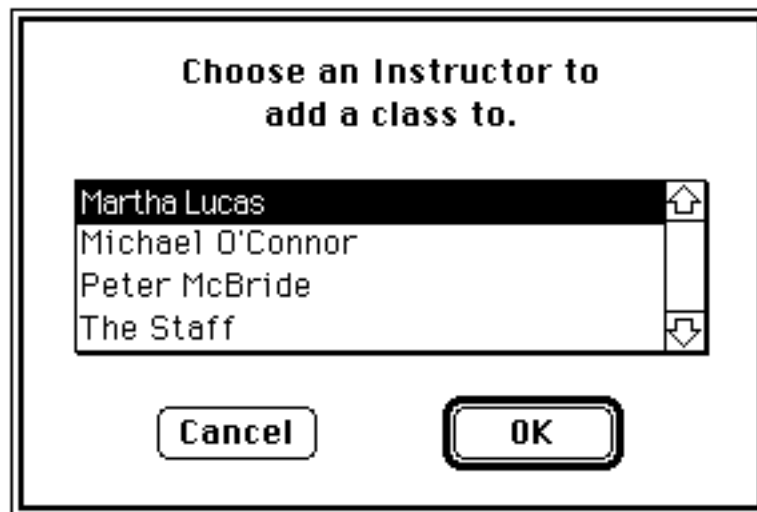 Choose an Instructor to
add a class to.
Martha Lucas
Michael O'Connor
Peter McBride
The Staff
Cancel
OK